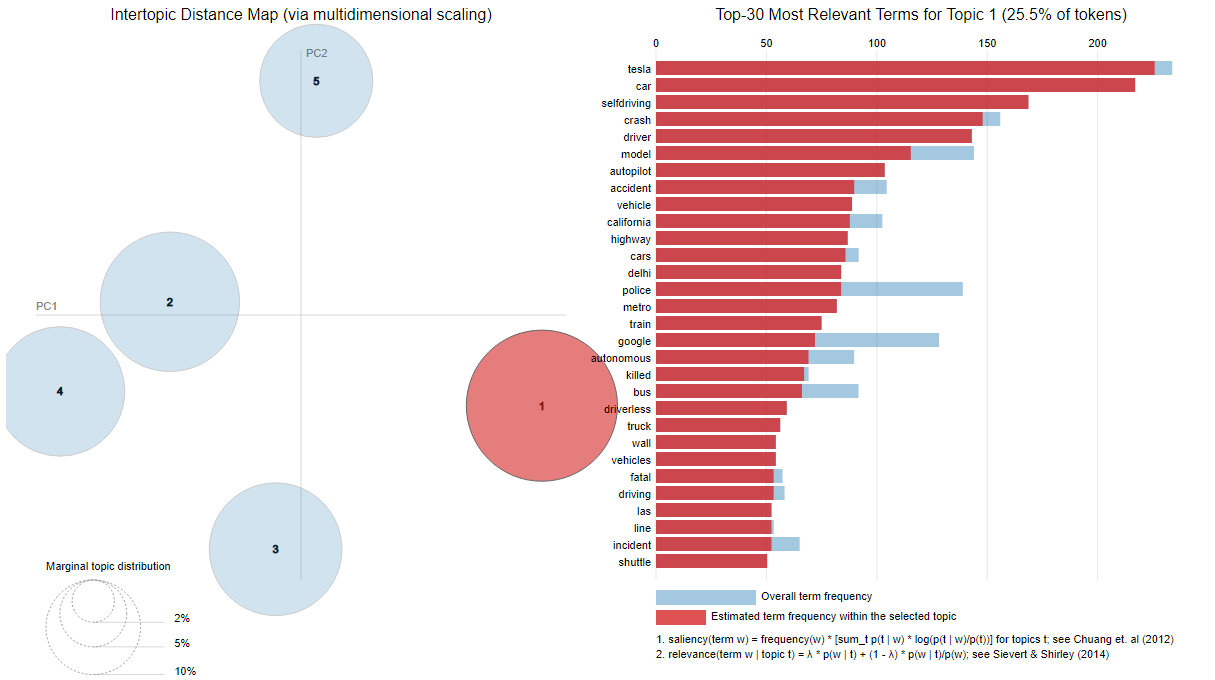 Intertopic Distance Map (via multidimensional scaling)
PC2
PC1
5
2
4
1
3
Marginal topic distribution
2%
5%
10%
Top-30 Most Relevant Terms for Topic 1 (25.5% of tokens)
0 50 100 150 200
tesla
car
selfdriving
crash
driver
model
autopilot
accident
vehicle
california
highway
cars
delhi
police
metro
train
google
autonomous
killed
bus
driverless
truck
wall
vehicles
fatal
driving
las
line
incident
shuttle
Overall term frequency
Estimated term frequency within the selected topic
1. saliency(term w) = frequency(w) * [sum_t p(t | w) * log(p(t | w)/p(t))] for topics t; see Chuang et. al (2012)
2. relevance(term w | topic t) = λ * p(w | t) + (1 - λ) * p(w | t)/p(w); see Sievert & Shirley (2014)